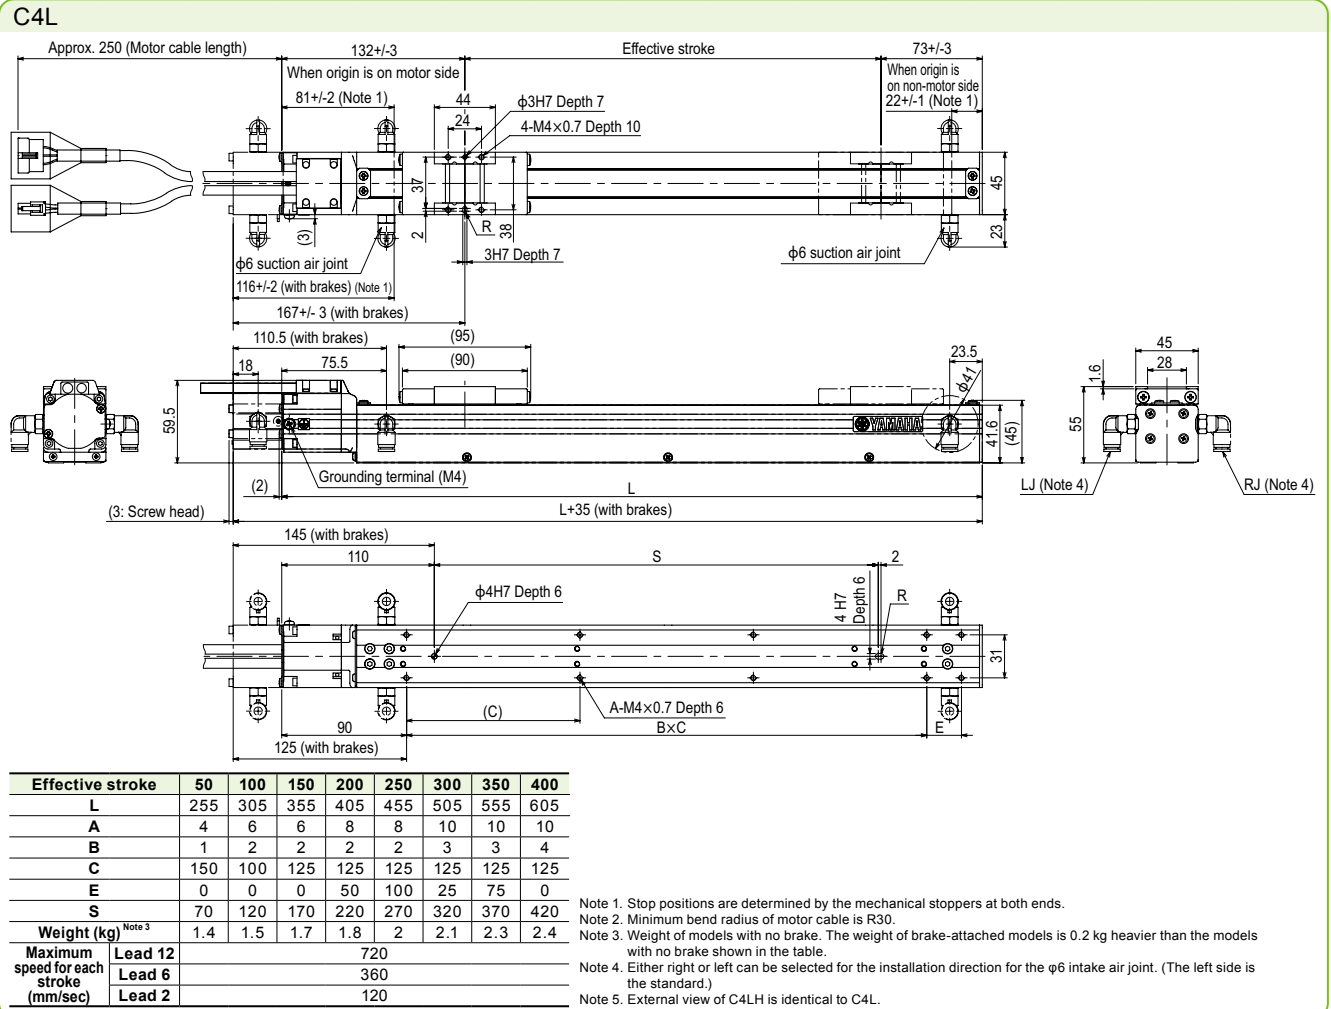 C4L
Approx. 250 (Motor cable length)
132+/-3
Effective stroke
73+/-3
When origin is on motor side
When origin is
on non-motor side
81+/-2 (Note 1)
44
22+/-1 (Note 1)
ϕ3H7 Depth 7
24
4-M4×0.7 Depth 10
37
45
(3)
2
R
38
23
3H7 Depth 7
ϕ6 suction air joint
ϕ6 suction air joint
116+/-2 (with brakes) (Note 1)
167+/- 3 (with brakes)
110.5 (with brakes)
(95)
75.5
(90)
18
23.5
ϕ41
45
28
1.6
59.5
YAMAHA
41.6
(45)
55
Grounding terminal (M4)
(2)
L
LJ (Note 4)
RJ (Note 4)
(3: Screw head)
L+35 (with brakes)
145 (with brakes)
110
S
2
ϕ4H7 Depth 6
4 H7
Depth 6
R
31
(C)
A-M4×0.7 Depth 6
90
B×C
E
125 (with brakes)
Effective stroke 50 100 150 200 250 300 350 400
L 255 305 355 405 455 505 555 605
A 4 6 6 8 8 10 10 10
B 1 2 2 2 2 3 3 4
C 150 100 125 125 125 125 125 125
E 0 0 0 50 100 25 75 0
S 70 120 170 220 270 320 370 420
Weight (kg) Note 3 1.4 1.5 1.7 1.8 2 2.1 2.3 2.4
Maximum
speed for each
stroke
(mm/sec)
Lead 12 720
Lead 6 360
Lead 2 120
Note 1. Stop positions are determined by the mechanical stoppers at both ends.
Note 2. Minimum bend radius of motor cable is R30.
Note 3. Weight of models with no brake. The weight of brake-attached models is 0.2 kg heavier than the models
with no brake shown in the table.
Note 4. Either right or left can be selected for the installation direction for the φ6 intake air joint. (The left side is
the standard.)
Note 5. External view of C4LH is identical to C4L.